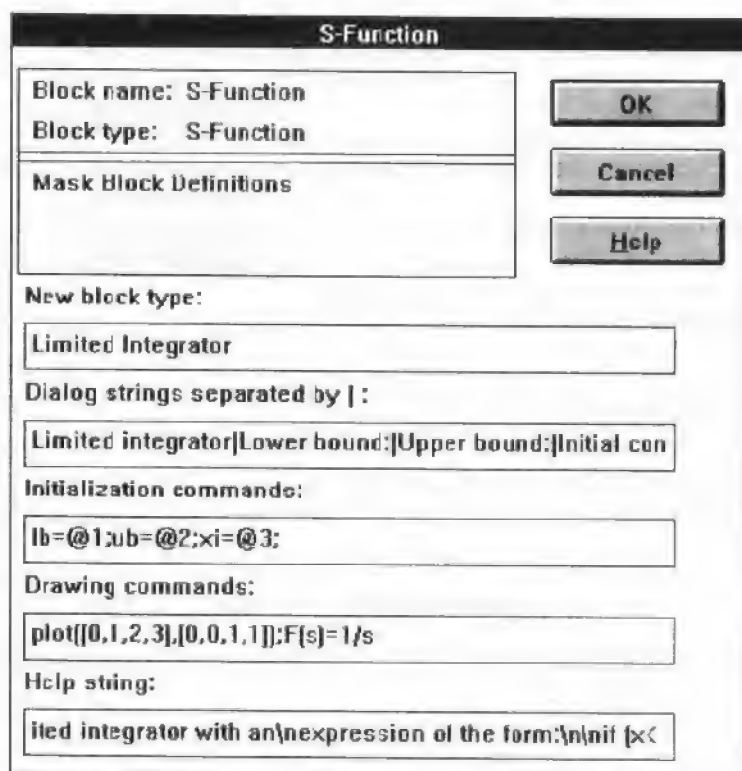 S-Function
Block name: S-Function
Block type: S-Function
Mask Block Definitions
OK
Cancel
Help
New block type:
Limited Integrator
Dialog strings separated by | :
Limited integrator|Lower bound:|Upper bound:|Initial con
Initialization commands:
lb=@1;ub=@2;xi=@3;
Drawing commands:
plot([0,1,2,3],[0,0,1,1]);F(s)=1/s
Help string:
ited integrator with an\nexpression of the form:\n\nif (x<